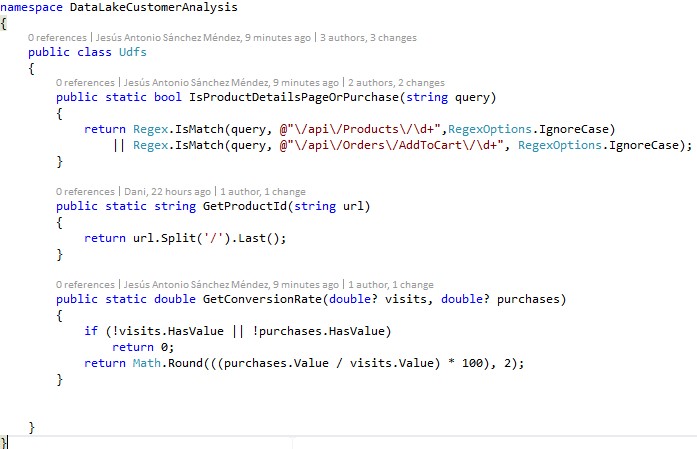 namespace DataLakeCustomerAnalysis
{
0 references | Jesús Antonio Sánchez Méndez, 9 minutes ago | 3 authors, 3 changes
public class Udfs
{
0 references | Jesús Antonio Sánchez Méndez, 9 minutes ago | 2 authors, 2 changes
public static bool IsProductDetailsPageOrPurchase(string query)
{
return Regex.IsMatch(query, @"\/api\/Products\/\d+",RegexOptions.IgnoreCase)
|| Regex.IsMatch(query, @"\/api\/Orders\/AddToCart\/\d+", RegexOptions.IgnoreCase);
}
0 references | Dani, 22 hours ago | 1 author, 1 change
public static string GetProductId(string url)
{
return url.Split('/').Last();
}
0 references | Jesús Antonio Sánchez Méndez, 9 minutes ago | 1 author, 1 change
public static double GetConversionRate(double? visits, double? purchases)
{
if (!visits.HasValue || !purchases.HasValue)
return 0;
return Math.Round(((purchases.Value / visits.Value) * 100), 2);
}
}
}